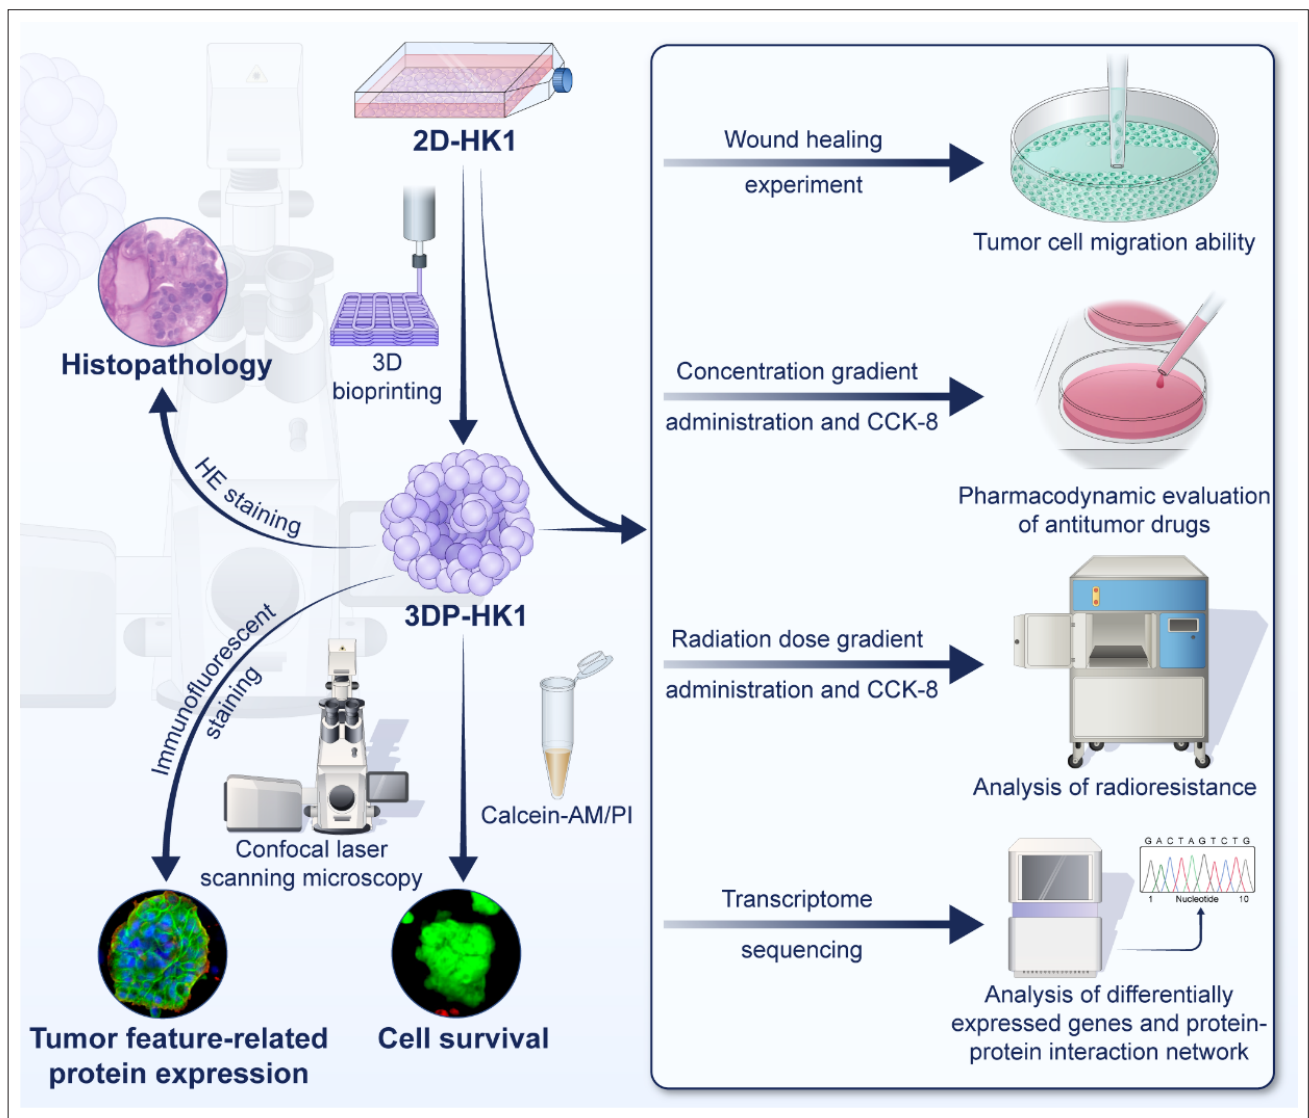 2D-HK1
3D
bioprinting
Histopathology
HE staining
3DP-HK1
Immunofluorescent
staining
Confocal laser
scanning microscopy
Calcein-AM/PI
Tumor feature-related
protein expression
Cell survival
Wound healing
experiment
Tumor cell migration ability
Concentration gradient
administration and CCK-8
Pharmacodynamic evaluation
of antitumor drugs
Radiation dose gradient
administration and CCK-8
Analysis of radioresistance
Transcriptome
sequencing
G A C T A G T C T G
1 Nucleotide 10
Analysis of differentially
expressed genes and protein-
protein interaction network